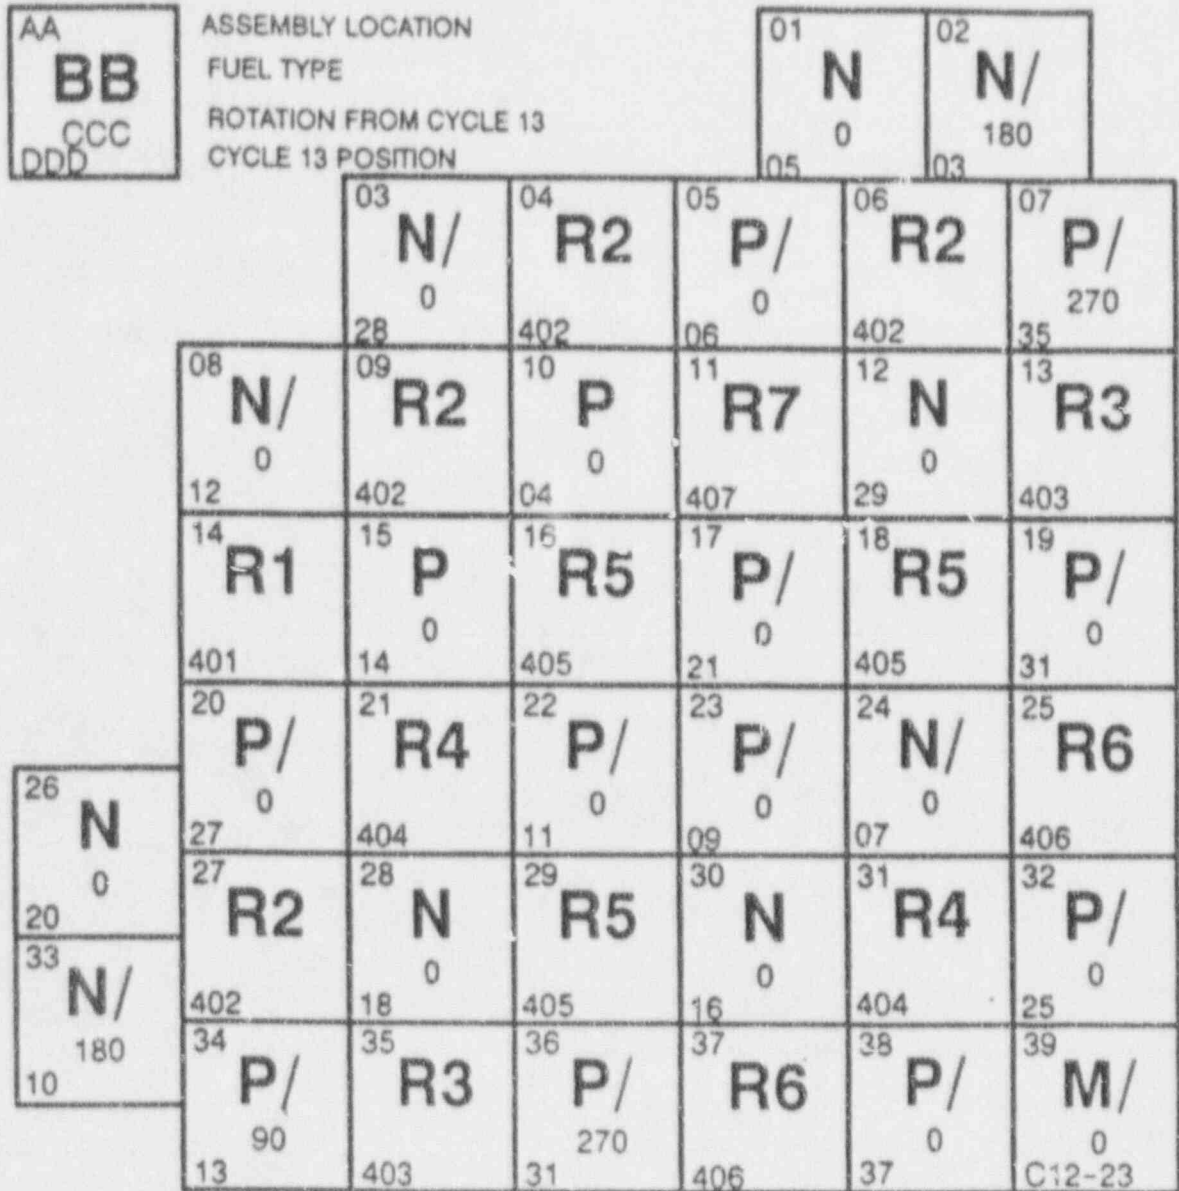 AA
BB
CCC
DDD
ASSEMBLY LOCATION
FUEL TYPE
ROTATION FROM CYCLE 13
CYCLE 13 POSITION
01
N
0
05
02
N/
180
03
03
N/
0
28
04
R2
402
05
P/
0
06
06
R2
402
07
P/
270
35
08
N/
0
12
09
R2
402
10
P
0
04
11
R7
407
12
N
0
29
13
R3
403
14
R1
401
15
P
0
14
16
R5
405
17
P/
0
21
18
R5
405
19
P/
0
31
20
P/
0
27
21
R4
404
22
P/
0
11
23
P/
0
09
24
N/
0
07
25
R6
406
26
N
0
20
27
R2
402
28
N
0
18
29
R5
405
30
N
0
16
31
R4
404
32
P/
0
25
33
N/
180
10
34
P/
90
13
35
R3
403
36
P/
270
31
37
R6
406
38
P/
0
37
39
M/
0
C12-23